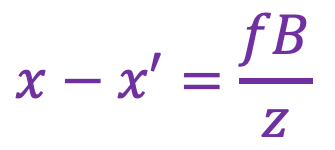 x − x′ = fB/z